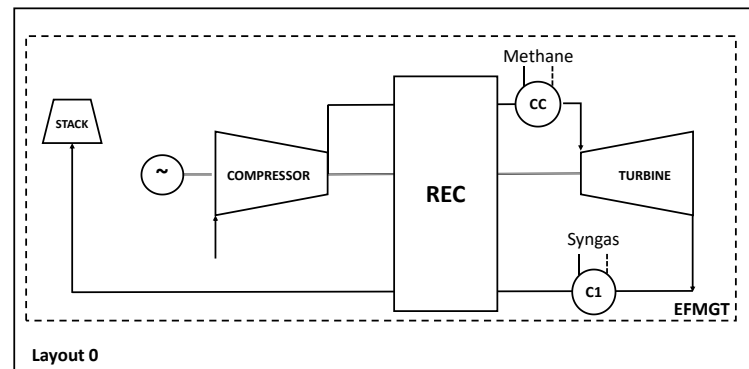 Methane
CC
STACK
~
COMPRESSOR
REC
TURBINE
Syngas
C1
EFMGT
Layout 0